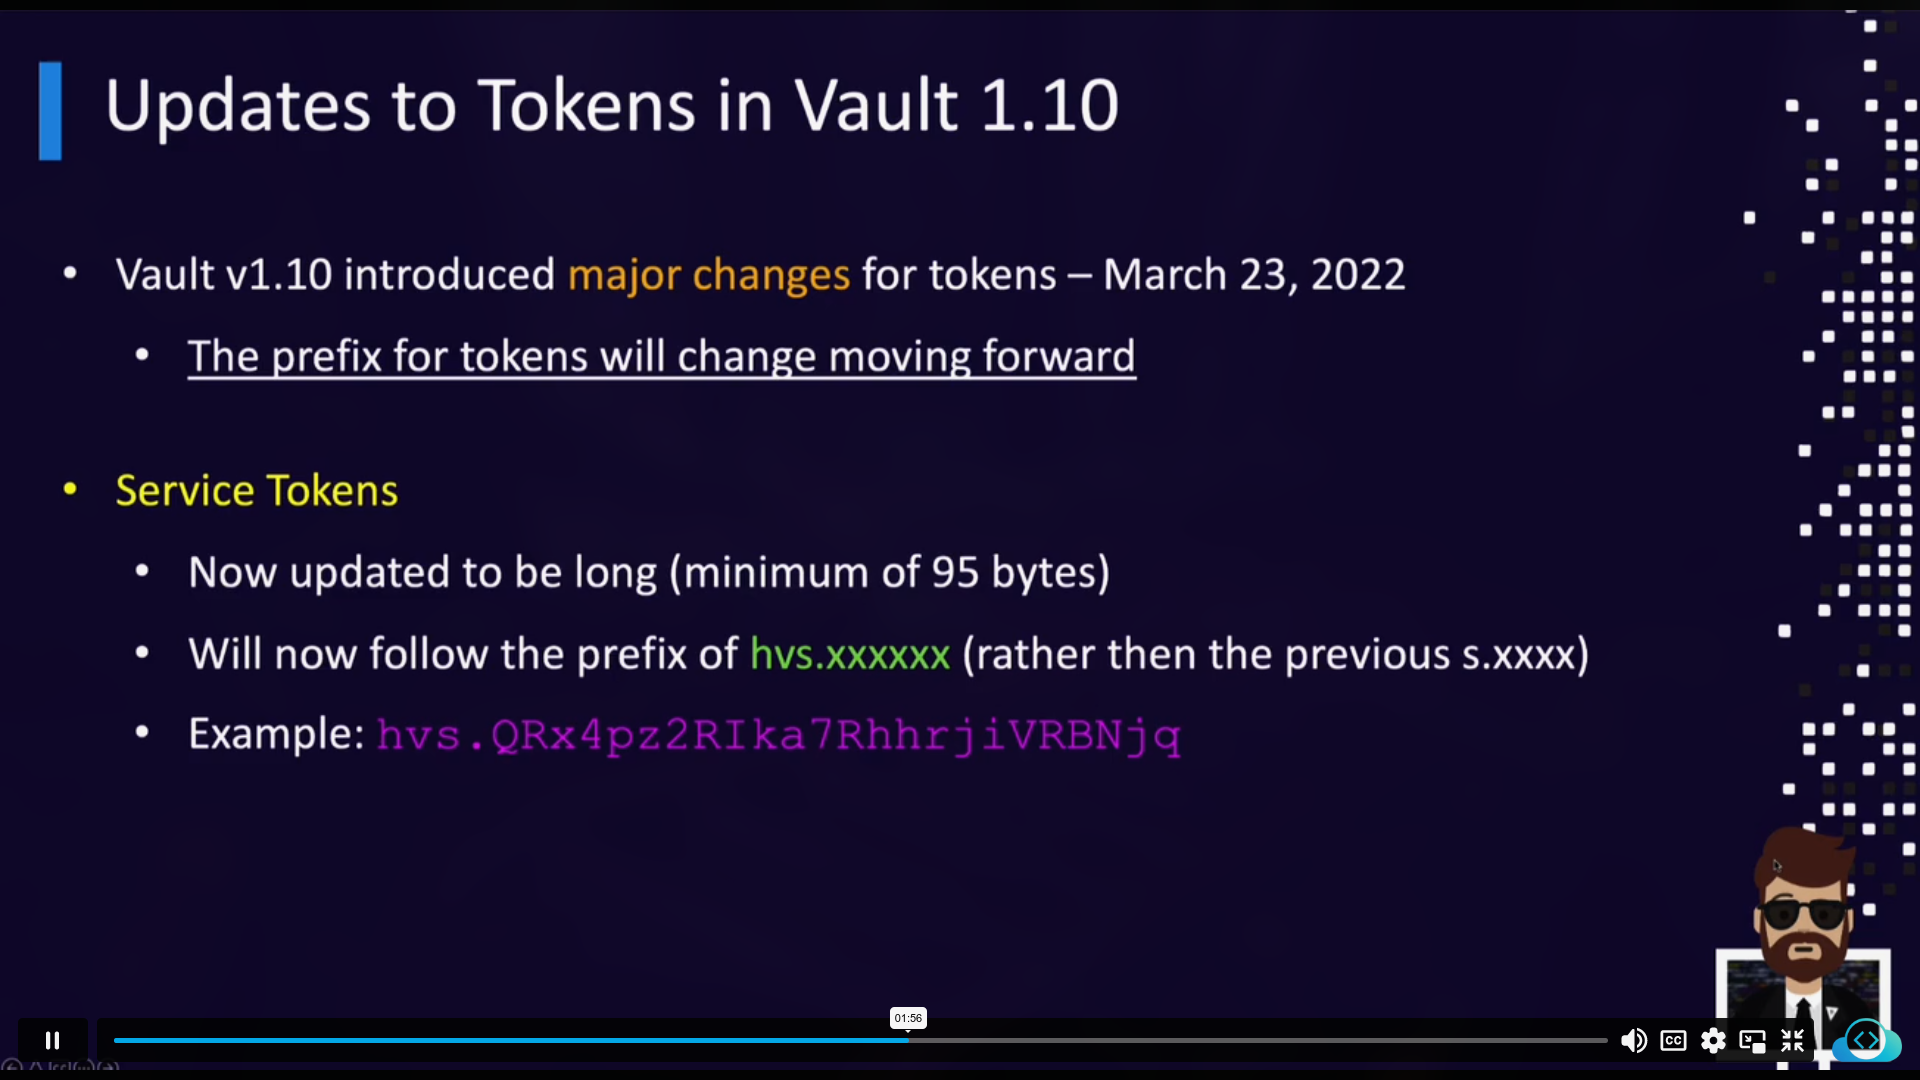 Updates to Tokens in Vault 1.10
• Vault v1.10 introduced major changes for tokens – March 23, 2022
• The prefix for tokens will change moving forward
• Service Tokens
• Now updated to be long (minimum of 95 bytes)
• Will now follow the prefix of hvs.xxxxxx (rather then the previous s.xxxx)
• Example: hvs.QRx4pz2RIka7RhhrjiVRBNjq
01:56
CC